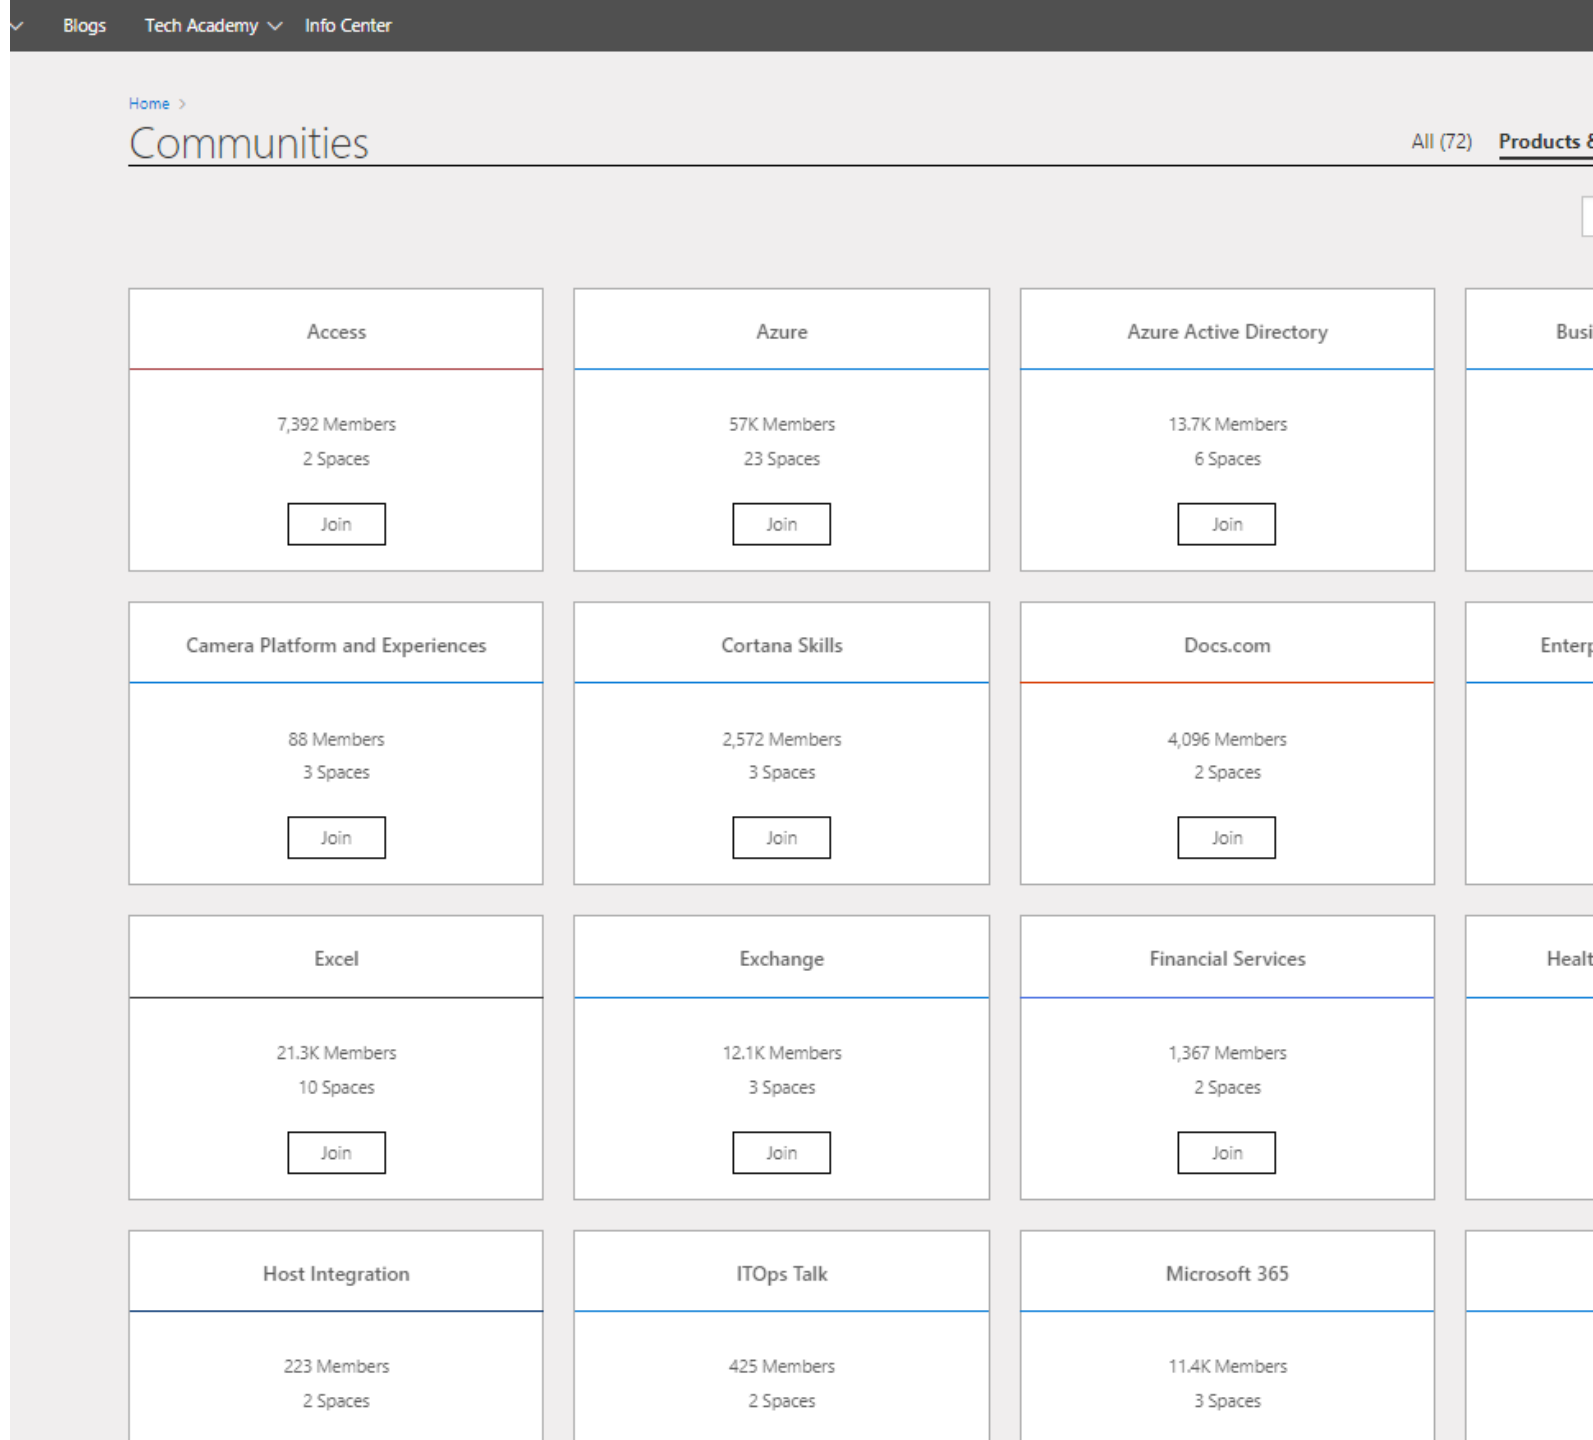 Blogs Tech Academy Info Center
Home >
Communities
All (72) Products &
Access Azure Azure Active Directory Busi
7,392 Members 57K Members 13.7K Members
2 Spaces 23 Spaces 6 Spaces
Join Join Join
Camera Platform and Experiences Cortana Skills Docs.com Enterp
88 Members 2,572 Members 4,096 Members
3 Spaces 3 Spaces 2 Spaces
Join Join Join
Excel Exchange Financial Services Healt
21.3K Members 12.1K Members 1,367 Members
10 Spaces 3 Spaces 2 Spaces
Join Join Join
Host Integration ITOps Talk Microsoft 365
223 Members 425 Members 11.4K Members
2 Spaces 2 Spaces 3 Spaces